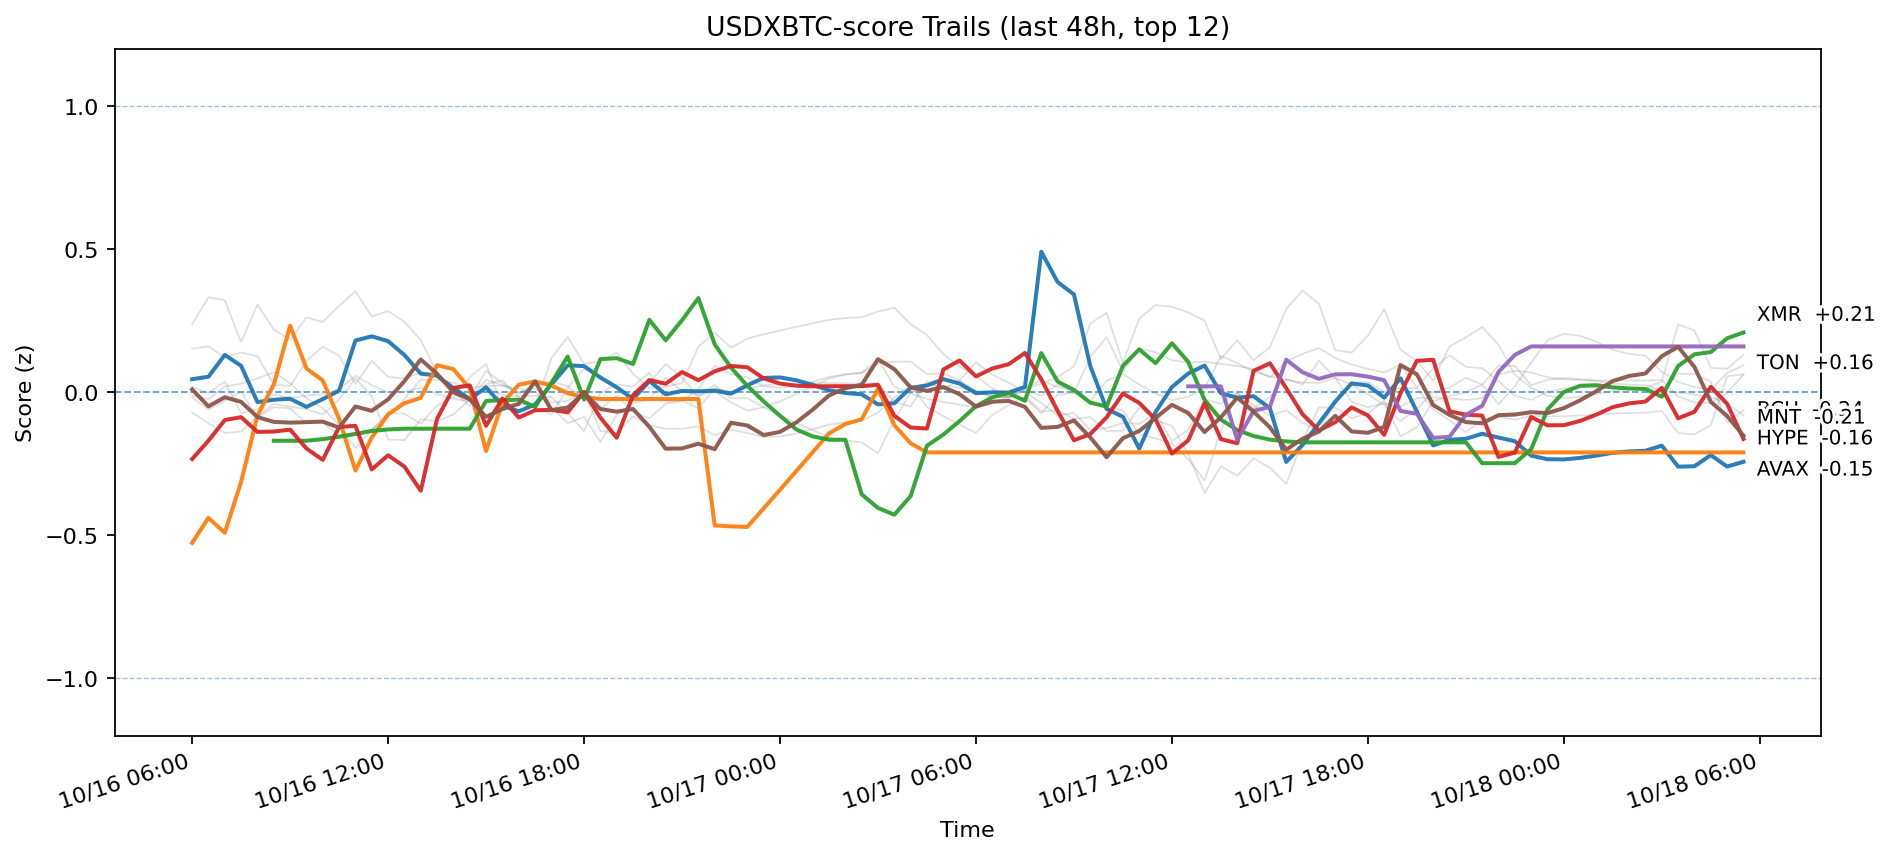 USDXBTC-score Trails (last 48h, top 12)
Score (z)
1.0
0.5
0.0
−0.5
−1.0
XMR +0.21
TON +0.16
MNT -0.21
HYPE -0.16
AVAX -0.15
10/16 06:00
10/16 12:00
10/16 18:00
10/17 00:00
10/17 06:00
10/17 12:00
10/17 18:00
10/18 00:00
10/18 06:00
Time